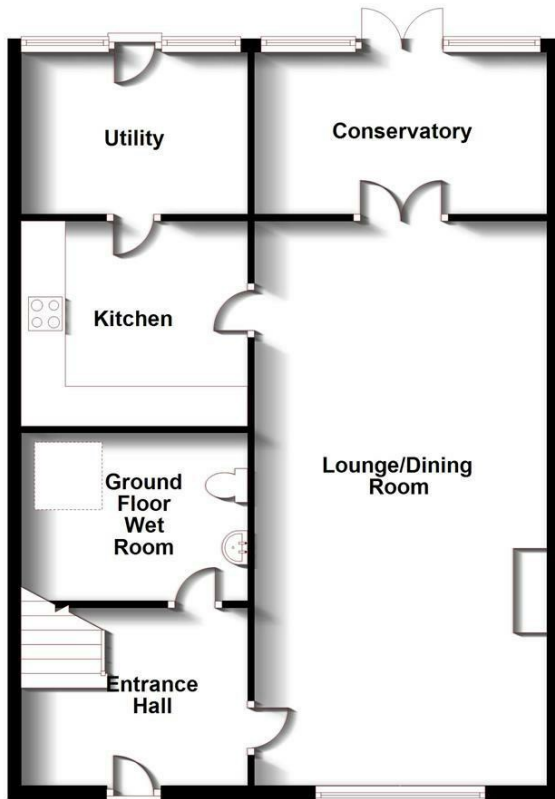 Utility
Conservatory
Kitchen
Lounge/Dining
Room
Ground
Floor
Wet
Room
Entrance
Hall